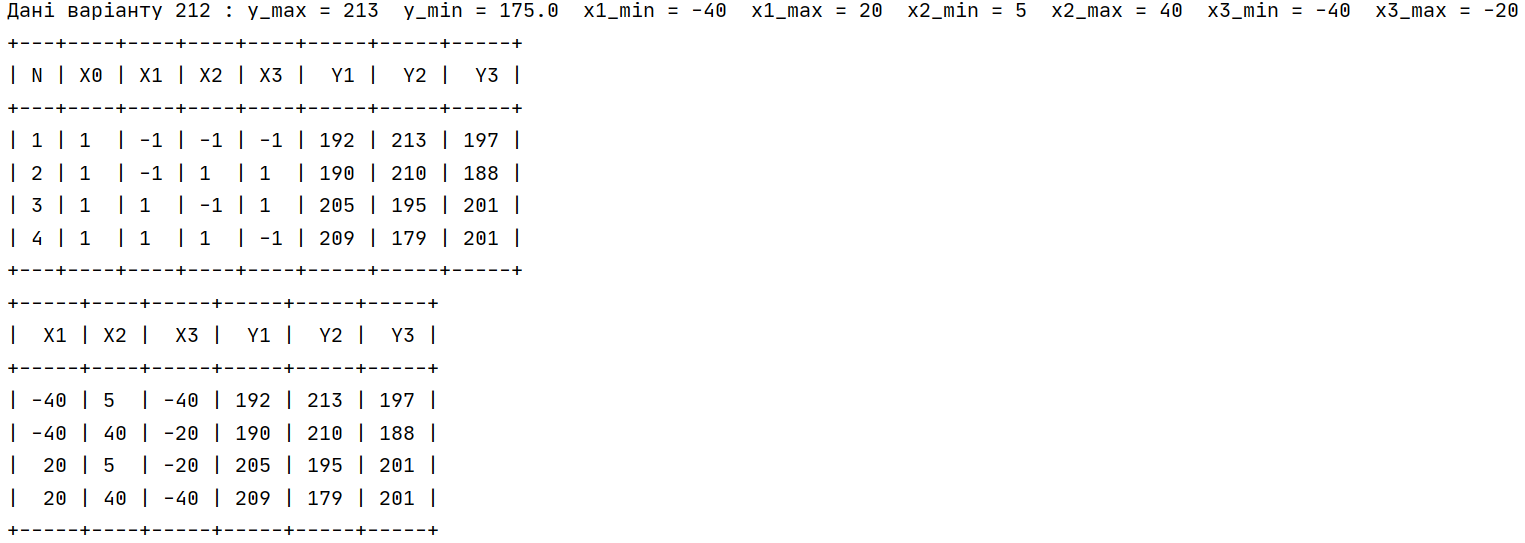 Дані варіанту 212 : y_max = 213  y_min = 175.0  x1_min = -40  x1_max = 20  x2_min = 5  x2_max = 40  x3_min = -40  x3_max = -20
+---+----+----+----+----+-----+-----+-----+
| N | X0 | X1 | X2 | X3 |  Y1 |  Y2 |  Y3 |
+---+----+----+----+----+-----+-----+-----+
| 1 | 1  | -1 | -1 | -1 | 192 | 213 | 197 |
| 2 | 1  | -1 | 1  | 1  | 190 | 210 | 188 |
| 3 | 1  | 1  | -1 | 1  | 205 | 195 | 201 |
| 4 | 1  | 1  | 1  | -1 | 209 | 179 | 201 |
+---+----+----+----+----+-----+-----+-----+
+-----+----+-----+-----+-----+-----+
|  X1 | X2 |  X3 |  Y1 |  Y2 |  Y3 |
+-----+----+-----+-----+-----+-----+
| -40 | 5  | -40 | 192 | 213 | 197 |
| -40 | 40 | -20 | 190 | 210 | 188 |
|  20 | 5  | -20 | 205 | 195 | 201 |
|  20 | 40 | -40 | 209 | 179 | 201 |
+-----+----+-----+-----+-----+-----+